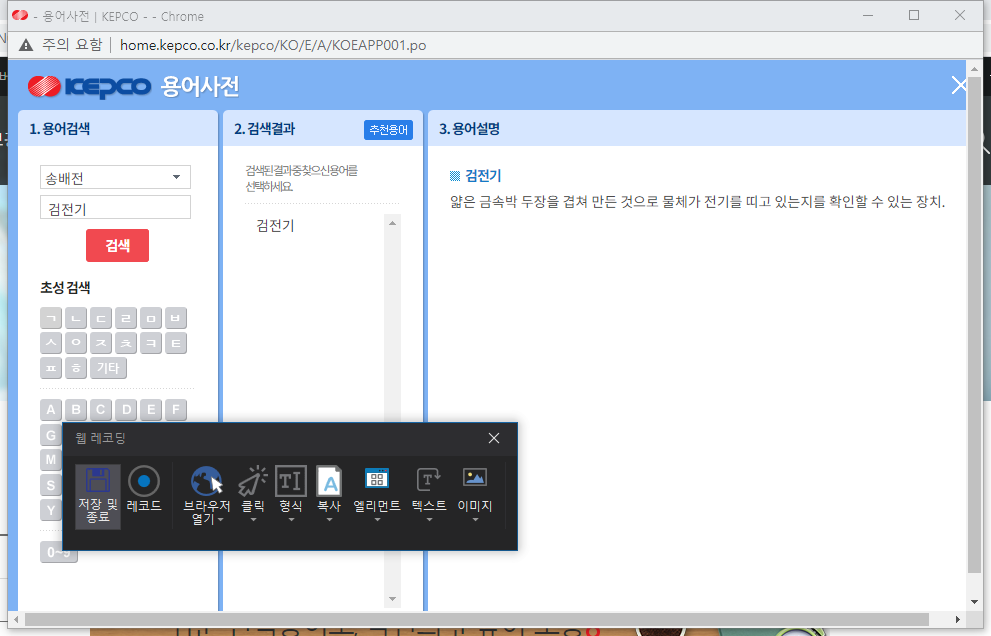 - 용어사전 | KEPCO - - Chrome
주의 요함 | home.kepco.co.kr/kepco/KO/E/A/KOEAPP001.po
KEPCO 용어사전
1. 용어검색
송배전
검전기
검색
초성 검색
ㄱ ㄴ ㄷ ㄹ ㅁ ㅂ
ㅅ ㅇ ㅈ ㅊ ㅋ ㅌ
ㅍ ㅎ 기타
A B C D E F
G
M
S
Y
0~9
2. 검색결과
추천용어
검색된결과중찾으신용어를
선택하세요.
검전기
3. 용어설명
검전기
얇은 금속박 두장을 겹쳐 만든 것으로 물체가 전기를 띠고 있는지를 확인할 수 있는 장치.
웹 레코딩
저장 및
종료
레코드
브라우저
열기
클릭
형식
복사
엘리먼트
텍스트
이미지